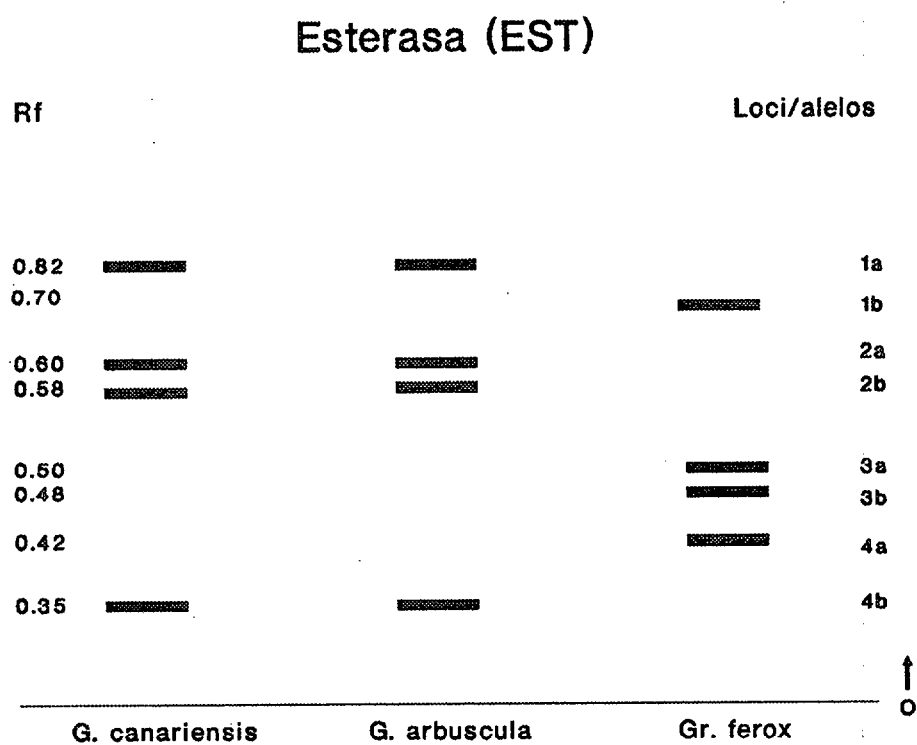 Esterasa (EST)
Rf Loci/alelos
0.82 1a
0.70 1b
0.60 2a
0.58 2b
0.50 3a
0.48 3b
0.42 4a
0.35 4b
O
G. canariensis G. arbuscula Gr. ferox